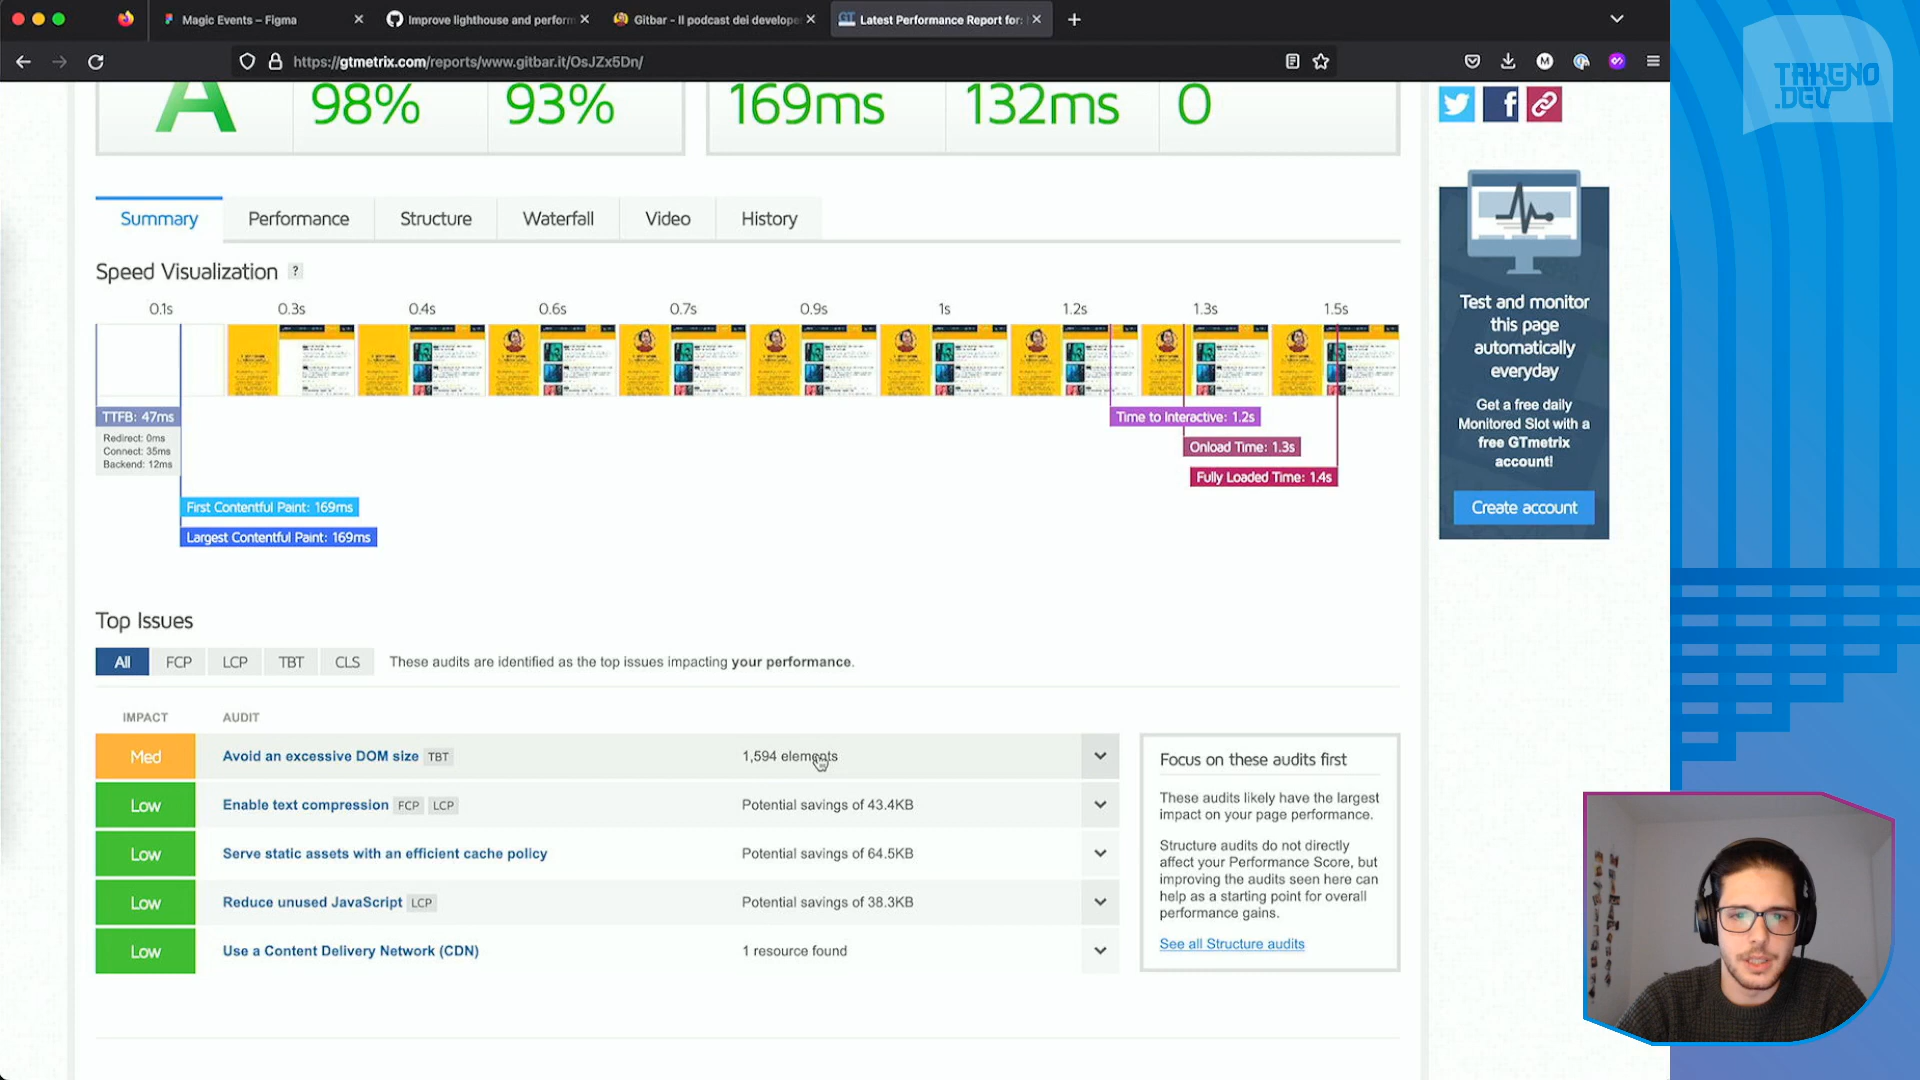 Magic Events – Figma
Improve lighthouse and perform
Gitbar - Il podcast dei develope
GT Latest Performance Report for:
https://gtmetrix.com/reports/www.gitbar.it/OsJZx5Dn/
TAKENO
.DEV
A
98%
93%
169ms
132ms
0
Summary
Performance
Structure
Waterfall
Video
History
Speed Visualization ?
0.1s
0.3s
0.4s
0.6s
0.7s
0.9s
1s
1.2s
1.3s
1.5s
TTFB: 47ms
Redirect: 0ms
Connect: 35ms
Backend: 12ms
Time to Interactive: 1.2s
Onload Time: 1.3s
Fully Loaded Time: 1.4s
First Contentful Paint: 169ms
Largest Contentful Paint: 169ms
Test and monitor
this page
automatically
everyday
Get a free daily
Monitored Slot with a
free GTmetrix
account!
Create account
Top Issues
All
FCP
LCP
TBT
CLS
These audits are identified as the top issues impacting your performance.
IMPACT
AUDIT
Med
Avoid an excessive DOM size TBT
1,594 elements
Low
Enable text compression FCP LCP
Potential savings of 43.4KB
Low
Serve static assets with an efficient cache policy
Potential savings of 64.5KB
Low
Reduce unused JavaScript LCP
Potential savings of 38.3KB
Low
Use a Content Delivery Network (CDN)
1 resource found
Focus on these audits first
These audits likely have the largest
impact on your page performance.
Structure audits do not directly
affect your Performance Score, but
improving the audits seen here can
help as a starting point for overall
performance gains.
See all Structure audits